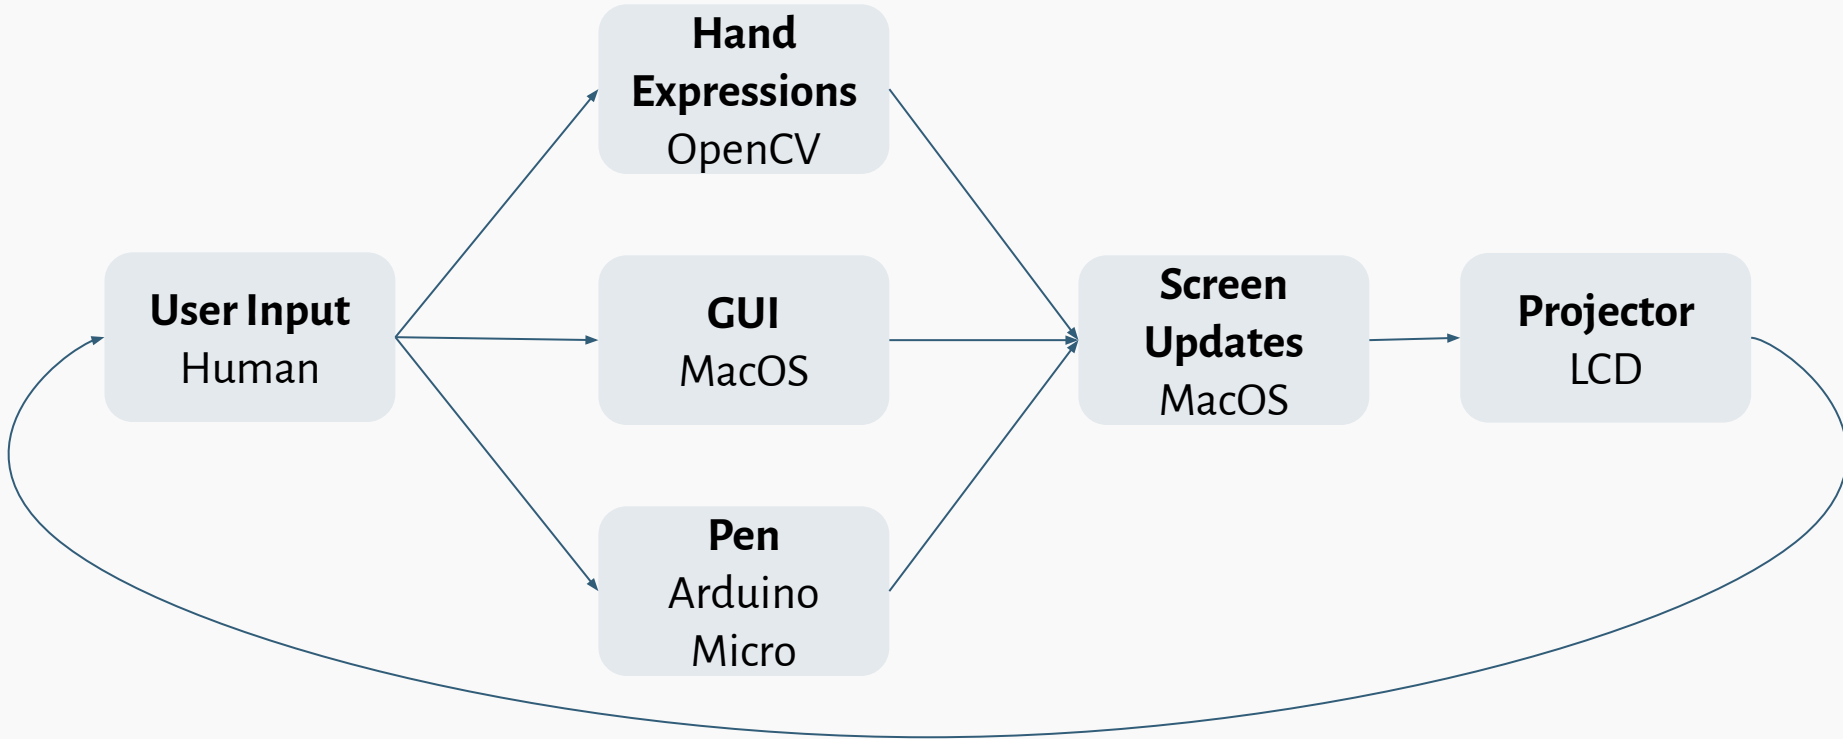 Hand
Expressions
OpenCV
User Input
Human
GUI
MacOS
Screen
Updates
MacOS
Projector
LCD
Pen
Arduino
Micro